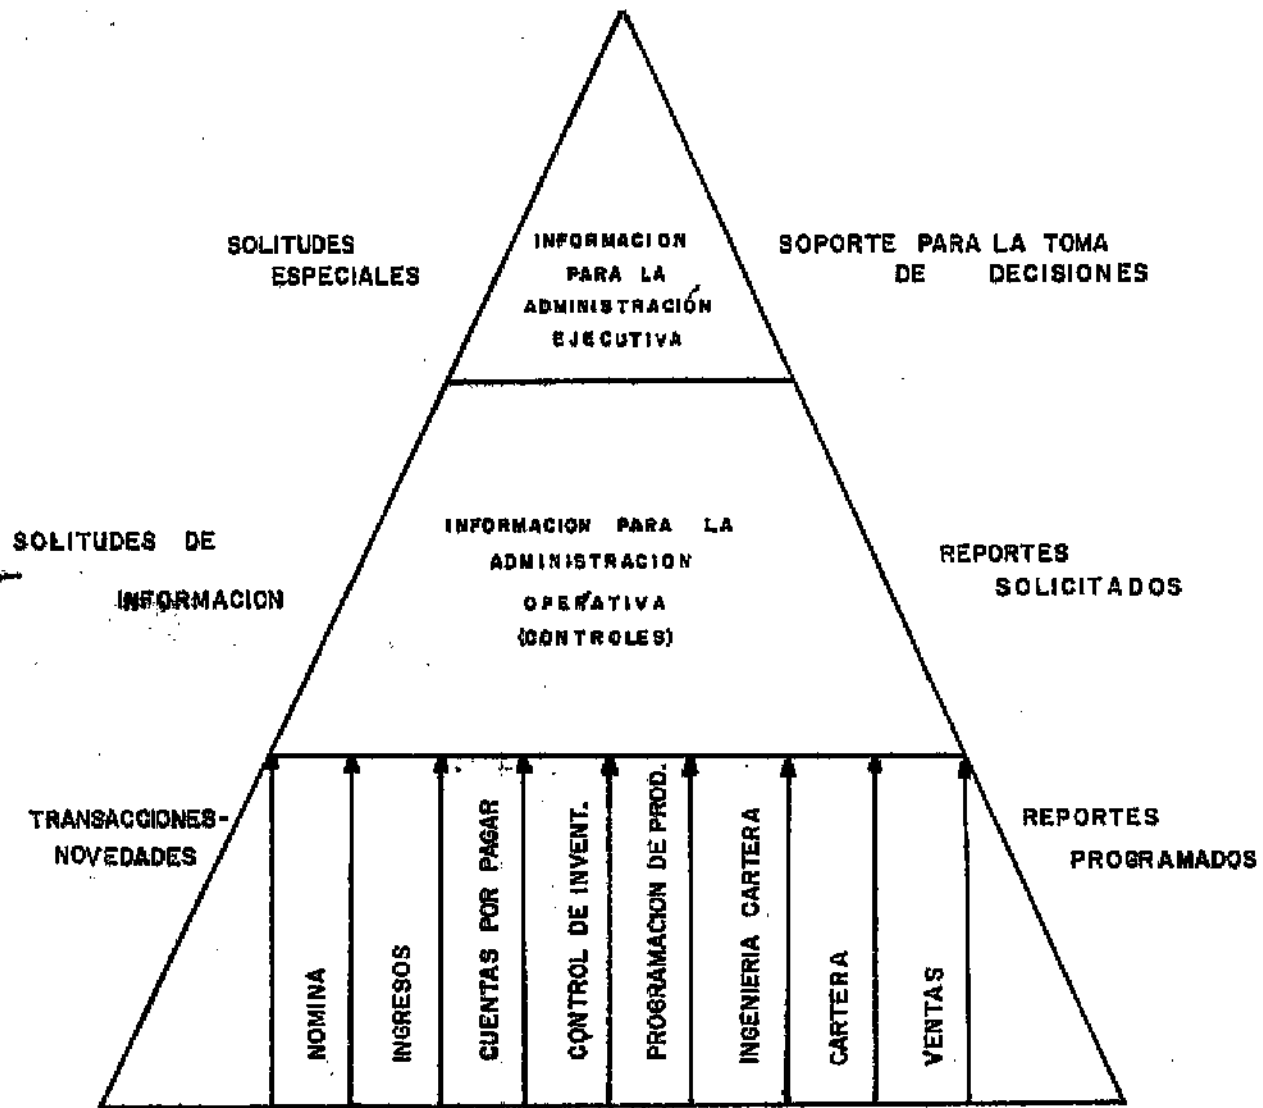 SOLITUDES
ESPECIALES
INFORMACION
PARA LA
ADMINISTRACIÓN
EJECUTIVA
SOPORTE PARA LA TOMA
DE DECISIONES
SOLITUDES DE
INFORMACION
INFORMACION PARA LA
ADMINISTRACION
OPERATIVA
(CONTROLES)
REPORTES
SOLICITADOS
TRANSACCIONES-
NOVEDADES
NOMINA
INGRESOS
CUENTAS POR PAGAR
CONTROL DE INVENT.
PROGRAMACION DE PROD.
INGENIERIA CARTERA
CARTERA
VENTAS
REPORTES
PROGRAMADOS